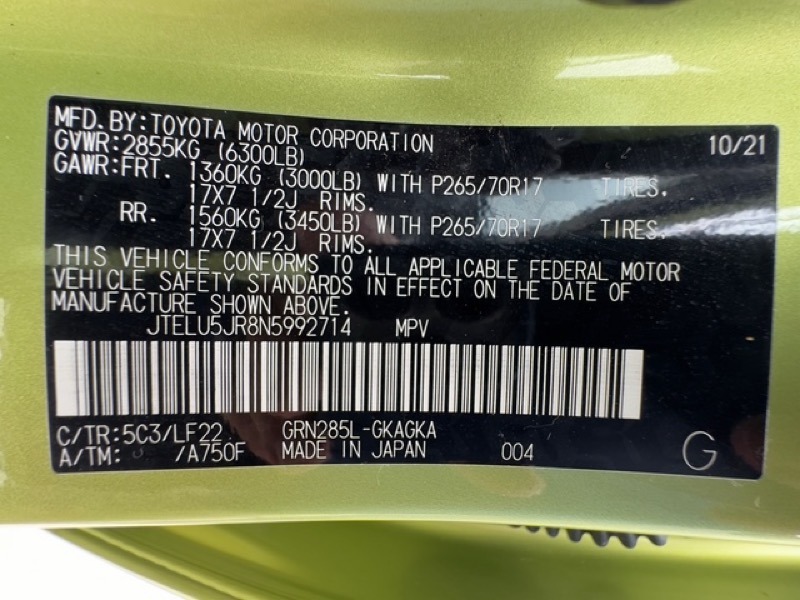 MFD.BY:TOYOTA MOTOR CORPORATION 10/21
GVWR:2855KG (6300LB)
GAWR:FRT. 1360KG (3000LB) WITH P265/70R17 TIRES.
17X7 1/2J RIMS.
RR. 1560KG (3450LB) WITH P265/70R17 TIRES.
17X7 1/2J RIMS.
THIS VEHICLE CONFORMS TO ALL APPLICABLE FEDERAL MOTOR
VEHICLE SAFETY STANDARDS IN EFFECT ON THE DATE OF
MANUFACTURE SHOWN ABOVE.
JTELU5JR8N5992714 MPV
C/TR:5C3/LF22 GRN285L-GKAGKA
A/TM: /A750F MADE IN JAPAN 004 G